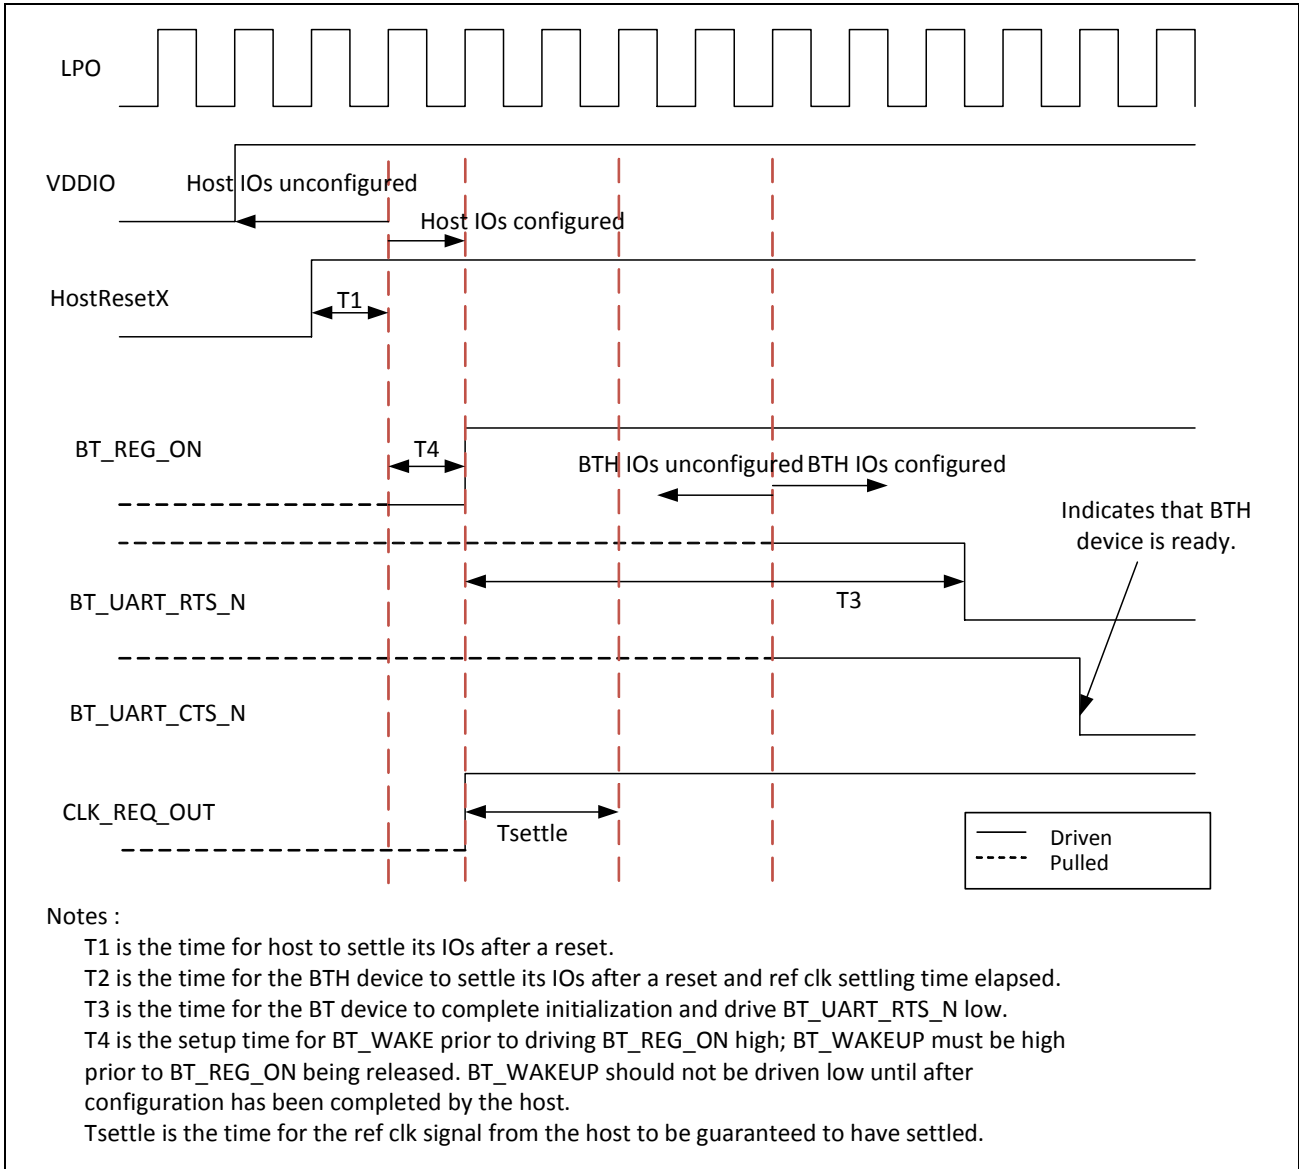 LPO
VDDIO
Host IOs unconfigured
Host IOs configured
HostResetX
T1
BT_REG_ON
T4
BTH IOs unconfigured
BTH IOs configured
Indicates that BTH
device is ready.
BT_UART_RTS_N
T3
BT_UART_CTS_N
CLK_REQ_OUT
Tsettle
Driven
Pulled
Notes :
T1 is the time for host to settle its IOs after a reset.
T2 is the time for the BTH device to settle its IOs after a reset and ref clk settling time elapsed.
T3 is the time for the BT device to complete initialization and drive BT_UART_RTS_N low.
T4 is the setup time for BT_WAKE prior to driving BT_REG_ON high; BT_WAKEUP must be high
prior to BT_REG_ON being released. BT_WAKEUP should not be driven low until after
configuration has been completed by the host.
Tsettle is the time for the ref clk signal from the host to be guaranteed to have settled.